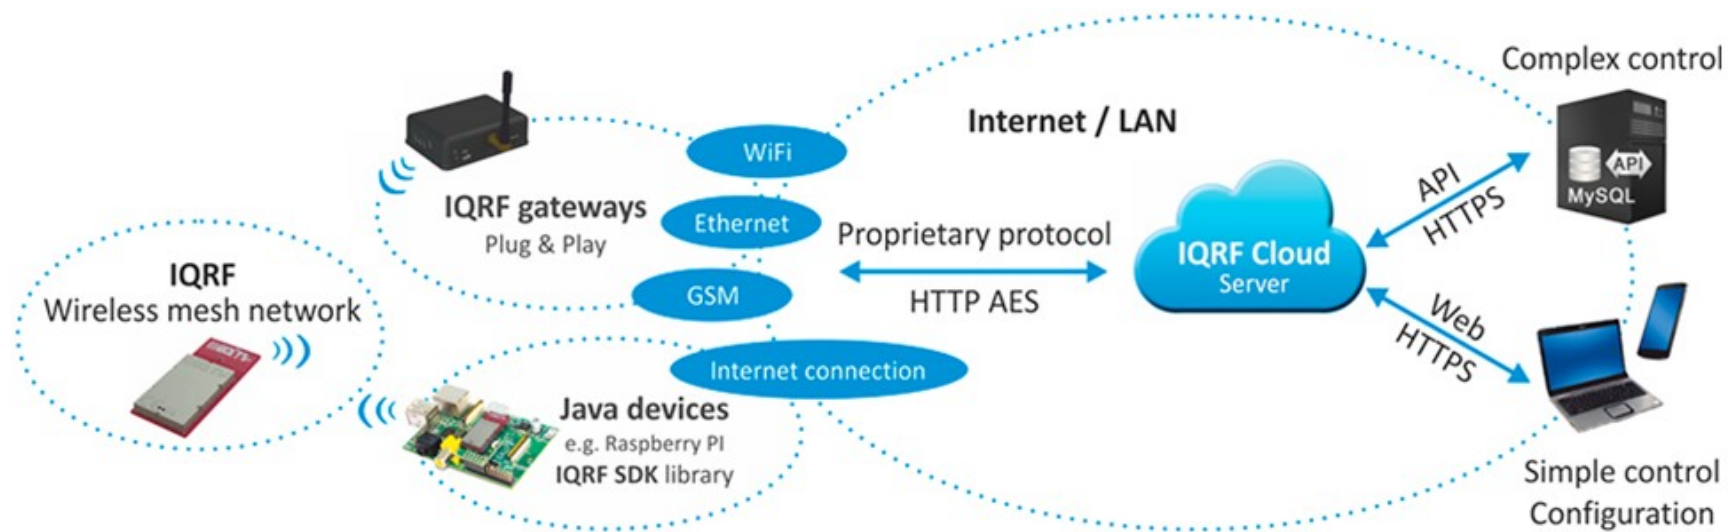 Complex control
Internet / LAN
WiFi
API
MySQL
API
HTTPS
IQRF gateways
Plug & Play
Ethernet
Proprietary protocol
IQRF Cloud
Server
IQRF
Wireless mesh network
GSM
HTTP AES
Web
HTTPS
Internet connection
Java devices
e.g. Raspberry PI
IQRF SDK library
Simple control
Configuration